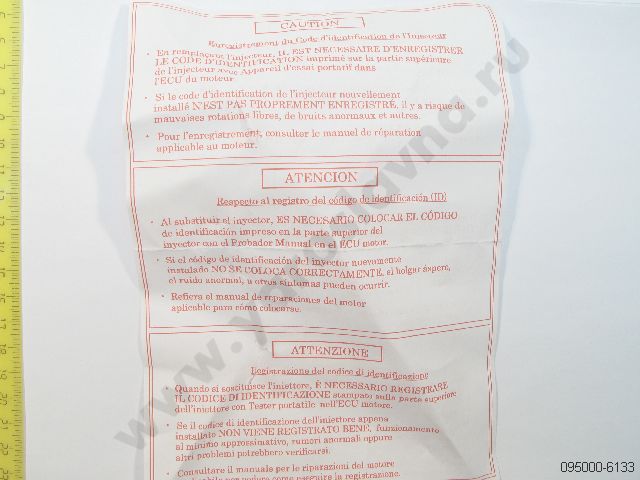 CAUTION
Enregistrement du Code d'identification de l'Injecteur
· En remplaçant l'injecteur, IL EST NECESSAIRE D'ENREGISTRER
LE CODE D'IDENTIFICATION imprimé sur la partie supérieure
de l'injecteur avec Appareil d'essai portatif dans
l'ECU du moteur.
· Si le code d'identification de l'injecteur nouvellement
installé N'EST PAS PROPREMENT ENREGISTRÉ, il y a risque de
mauvaises rotations libres, de bruits anormaux et autres.
· Pour l'enregistrement, consulter le manuel de réparation
applicable au moteur.
ATENCION
Respecto al registro del código de identificación (ID)
· Al substituir el inyector, ES NECESARIO COLOCAR EL CÓDIGO
de identificación impreso en la parte superior del
inyector con el Probador Manual en el ECU motor.
· Si el código de identificación del inyector nuevamente
instalado NO SE COLOCA CORRECTAMENTE, el holgar áspero,
el ruido anormal, u otros síntomas pueden ocurrir.
· Refiera el manual de reparaciones del motor
aplicable para cómo colocarse.
ATTENZIONE
Registrazione del codice di identificazione
· Quando si sostituisce l'iniettore, È NECESSARIO REGISTRARE
IL CODICE DI IDENTIFICAZIONE stampato sulla parte superiore
dell'iniettore con Tester portatile nell'ECU motore.
· Se il codice di identificazione dell'iniettore appena
installato NON VIENE REGISTRATO BENE, funzionamento
al minimo approssimativo, rumori anormali oppure
altri problemi potrebbero verificarsi.
· Consultare il manuale per le riparazioni del motore
per vedere come eseguire la registrazione.
095000-6133